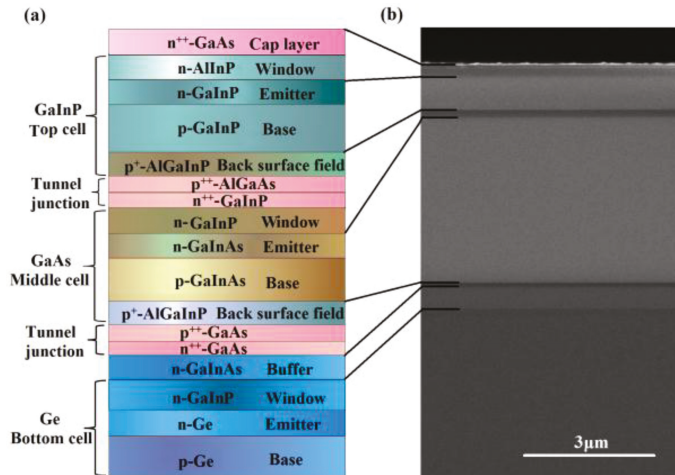 (a)
n++-GaAs Cap layer
n-AlInP Window
n-GaInP Emitter
GaInP
Top cell
p-GaInP Base
p+-AlGaInP Back surface field
Tunnel
junction
p++-AlGaAs
n++-GaInP
n-GaInP Window
n-GaInAs Emitter
GaAs
Middle cell
p-GaInAs Base
p+-AlGaInP Back surface field
Tunnel
junction
p++-GaAs
n++-GaAs
n-GaInAs Buffer
n-GaInP Window
Ge
Bottom cell
n-Ge Emitter
p-Ge Base
(b)
3μm